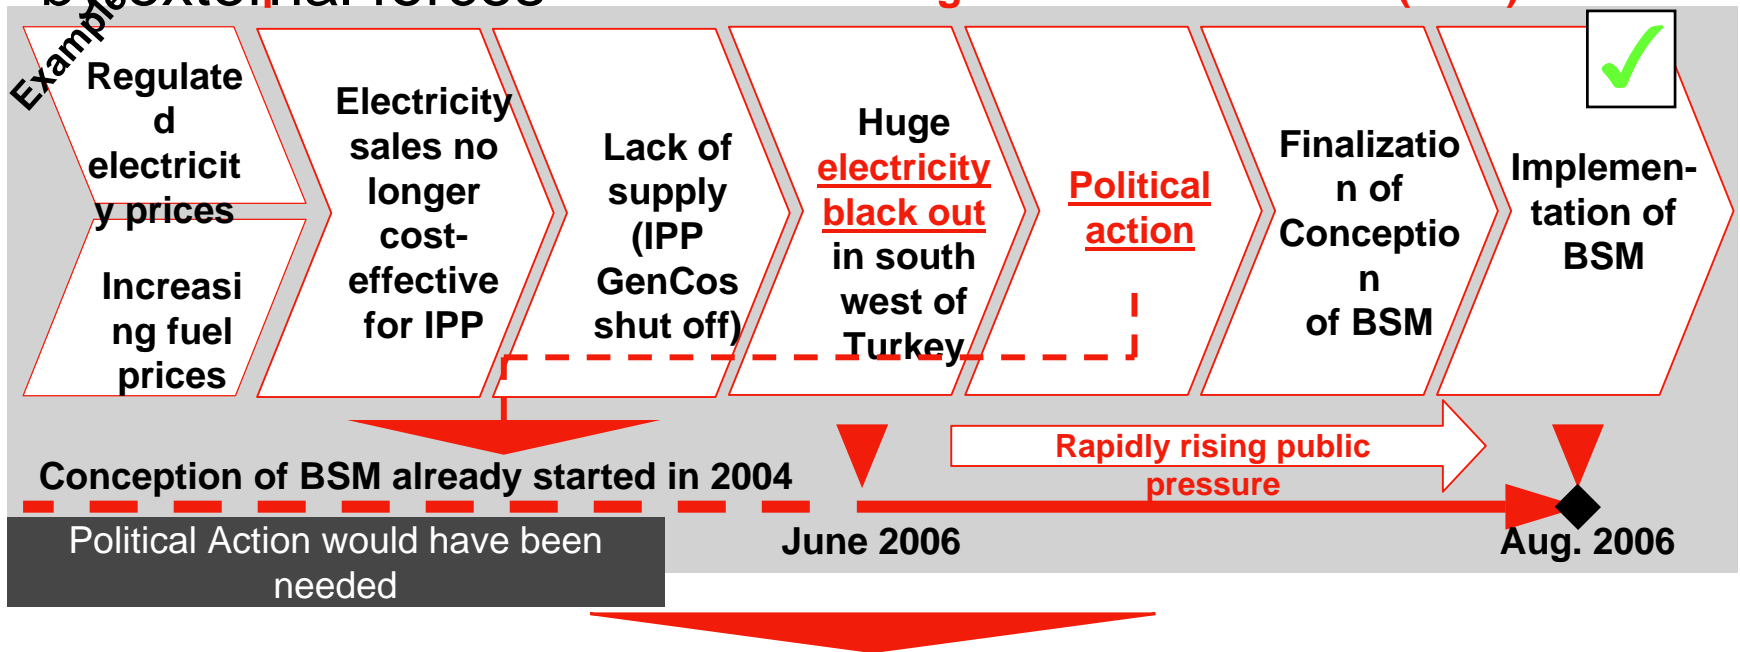 by external forces
Example
Regulate
d
electricit
y prices
Increasi
ng fuel
prices
Electricity
sales no
longer
cost-
effective
for IPP
Lack of
supply
(IPP
GenCos
shut off)
Huge
electricity
black out
in south
west of
Turkey
Political
action
Finalizatio
n of
Conceptio
n
of BSM
Implemen-
tation of
BSM
Rapidly rising public
pressure
Conception of BSM already started in 2004
Political Action would have been
needed
June 2006
Aug. 2006